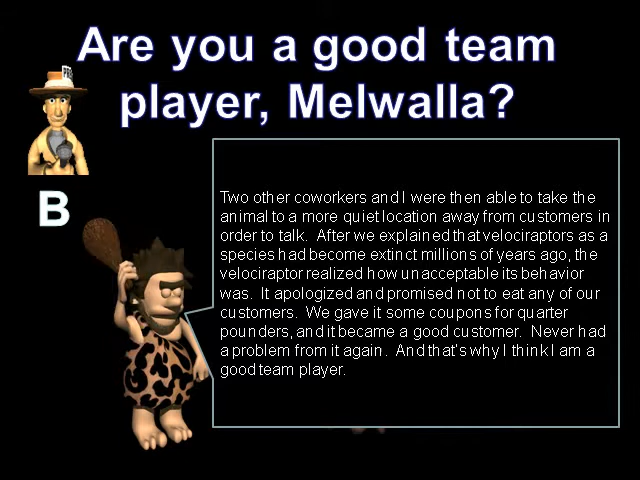 Are you a good team
player, Melwalla?
PRESS
B
Two other coworkers and I were then able to take the
animal to a more quiet location away from customers in
order to talk.  After we explained that velociraptors as a
species had become extinct millions of years ago, the
velociraptor realized how unacceptable its behavior
was.  It apologized and promised not to eat any of our
customers.  We gave it some coupons for quarter
pounders, and it became a good customer.  Never had
a problem from it again.  And that's why I think I am a
good team player.